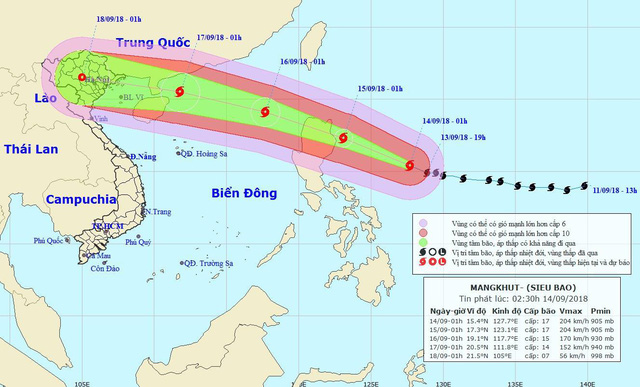 18/09/18 - 01h
17/09/18 - 01h
Trung Quốc
16/09/18 - 01h
15/09/18 - 01h
Hà Nội
BL Vĩ
Lào
14/09/18 - 01h
13/09/18 - 19h
Vinh
Thái Lan
Đ.Nẵng
QĐ. Hoàng Sa
11/09/18 - 13h
Biển Đông
Campuchia
N.Trang
TP.HCM
Phú Quốc
Phú Quý
Cà Mau
Côn Đảo
QĐ. Trường Sa
Vùng có thể có gió mạnh lớn hơn cấp 6
Vùng có thể có gió mạnh lớn hơn cấp 10
Vùng tâm bão, áp thấp có khả năng đi qua
Vị trí tâm bão, áp thấp nhiệt đới, vùng thấp đã qua
Vị trí tâm bão, áp thấp nhiệt đới, vùng thấp hiện tại và dự báo
MANGKHUT- (SIEU BAO)
Tin phát lúc: 02:30h 14/09/2018
Ngày-giờ Vĩ độ Kinh độ Cấp bão Vmax Pmin
14/09-01h 15.4°N 127.7°E cấp: 17 204 km/h 905 mb
15/09-01h 17.3°N 123.1°E cấp: 17 204 km/h 905 mb
16/09-01h 19.1°N 117.7°E cấp: 15 170 km/h 930 mb
17/09-01h 20.5°N 111.8°E cấp: 14 152 km/h 940 mb
18/09-01h 21.5°N 105°E cấp: 07 56 km/h 998 mb
105E 110E 115E 120E 125E 130E 135E 140E